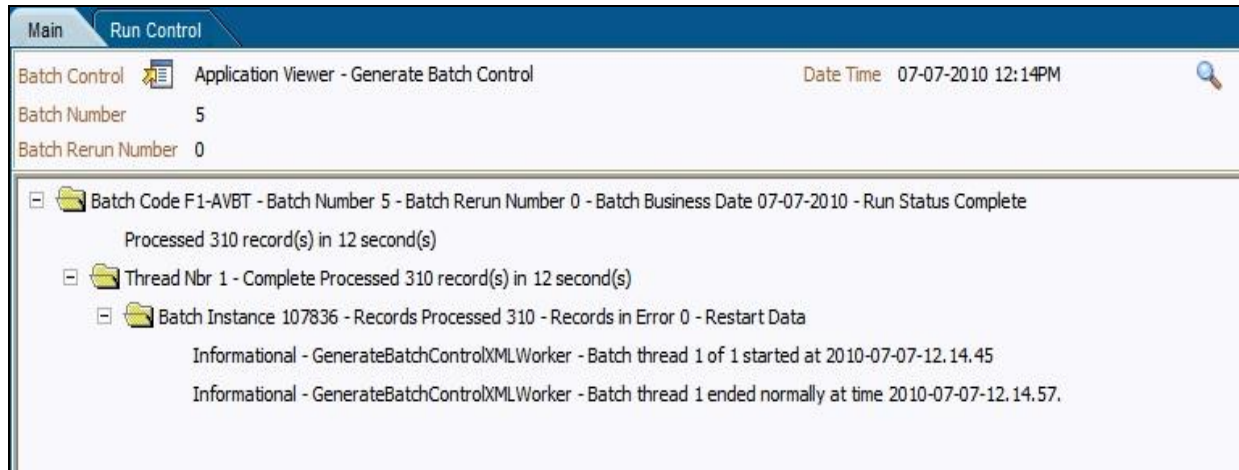 Main Run Control
Batch Control Application Viewer - Generate Batch Control Date Time 07-07-2010 12:14PM
Batch Number 5
Batch Rerun Number 0
Batch Code F1-AVBT - Batch Number 5 - Batch Rerun Number 0 - Batch Business Date 07-07-2010 - Run Status Complete
Processed 310 record(s) in 12 second(s)
Thread Nbr 1 - Complete Processed 310 record(s) in 12 second(s)
Batch Instance 107836 - Records Processed 310 - Records in Error 0 - Restart Data
Informational - GenerateBatchControlXMLWorker - Batch thread 1 of 1 started at 2010-07-07-12.14.45
Informational - GenerateBatchControlXMLWorker - Batch thread 1 ended normally at time 2010-07-07-12.14.57.